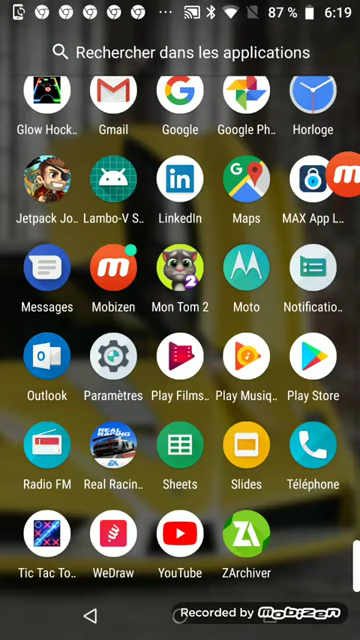 87 % 6:19
Rechercher dans les applications
Glow Hock..
Gmail
Google
Google Ph..
Horloge
Jetpack Jo..
Lambo-V S..
LinkedIn
Maps
MAX App L..
Messages
Mobizen
Mon Tom 2
Moto
Notificatio..
Outlook
Paramètres
Play Films..
Play Musiq..
Play Store
Radio FM
Real Racin..
Sheets
Slides
Téléphone
Tic Tac To..
WeDraw
YouTube
ZArchiver
Recorded by mobizen